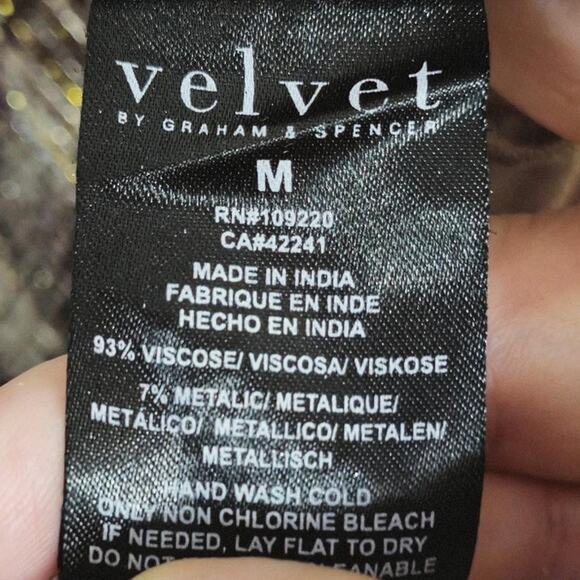 velvet
BY GRAHAM & SPENCER
M
RN#109220
CA#42241
MADE IN INDIA
FABRIQUE EN INDE
HECHO EN INDIA
93% VISCOSE/ VISCOSA/ VISKOSE
7% METALIC/ METALIQUE/
METÁLICO/ METALLICO/ METALEN/
METALLISCH
HAND WASH COLD
ONLY NON CHLORINE BLEACH
IF NEEDED, LAY FLAT TO DRY
DO NOT